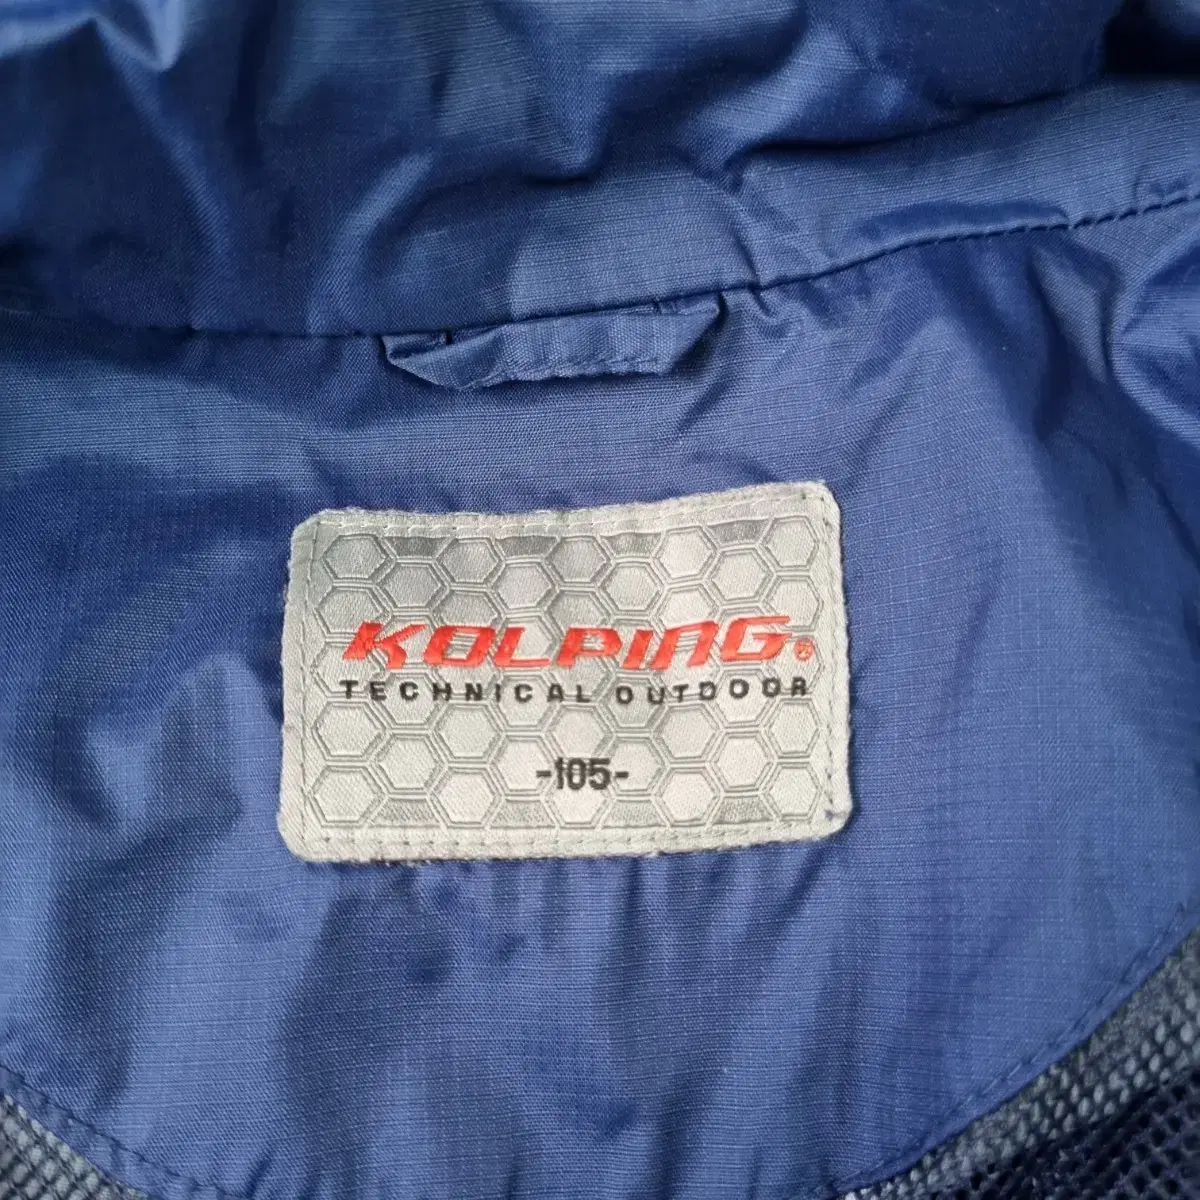 KOLPING®
TECHNICAL OUTDOOR
-105-